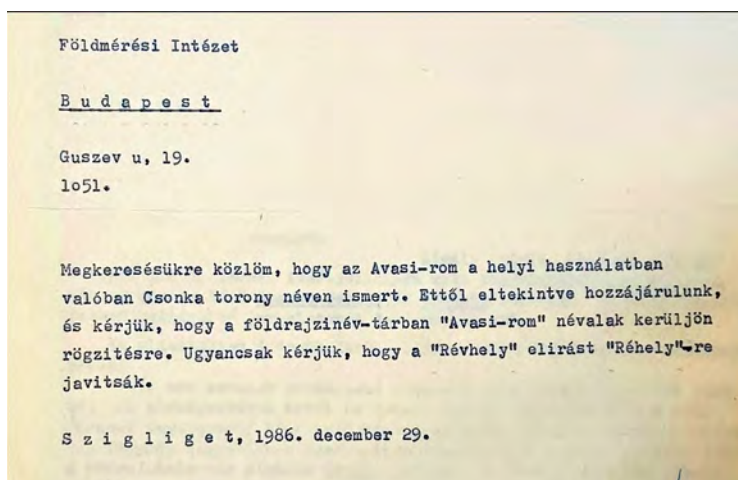 Földmérési Intézet
B u d a p e s t
Guszev u, 19.
lo51.
Megkeresésükre közlöm, hogy az Avasi-rom a helyi használatban
valóban Csonka torony néven ismert. Ettől eltekintve hozzájárulunk,
és kérjük, hogy a földrajzinév-tárban "Avasi-rom" névalak kerüljön
rögzitésre. Ugyancsak kérjük, hogy a "Révhely" elirást "Réhely"-re
javitsák.
S z i g l i g e t, 1986. december 29.